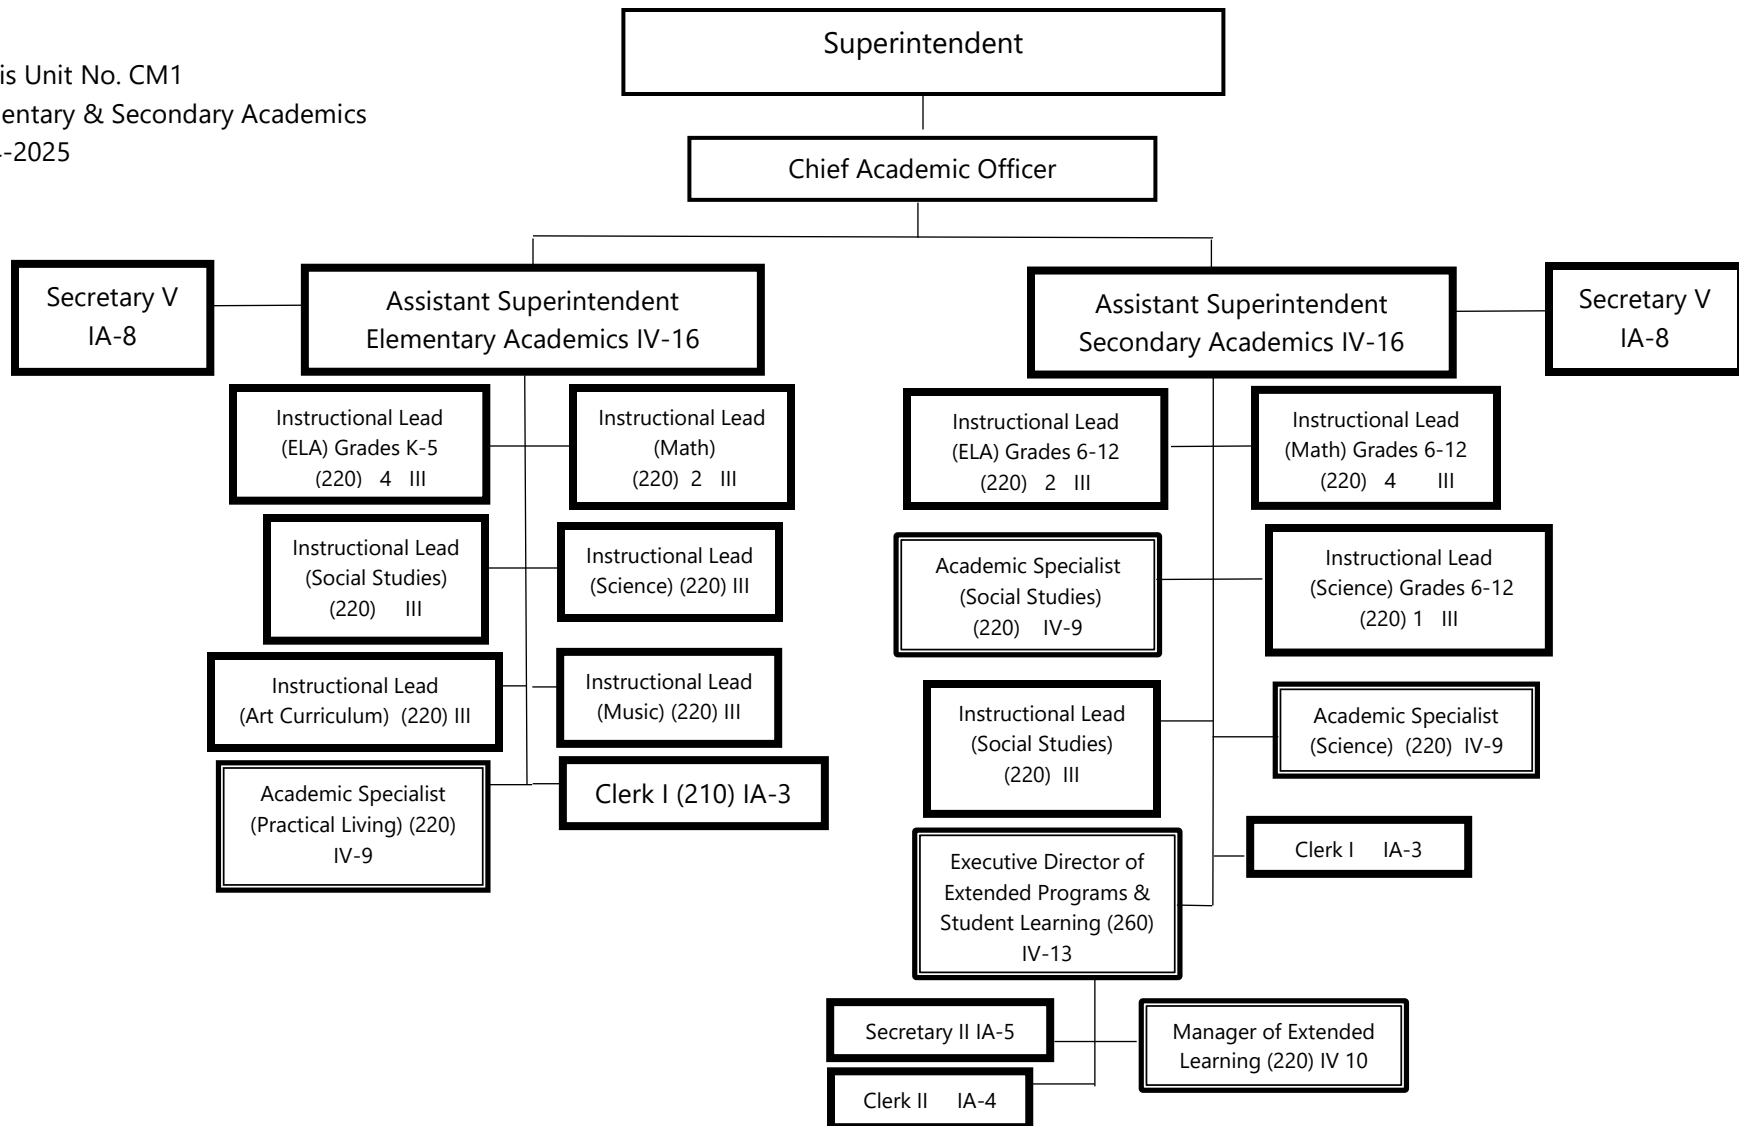 Superintendent
is Unit No. CM1
entary & Secondary Academics
-2025
Chief Academic Officer
Secretary V
IA-8
Assistant Superintendent
Elementary Academics IV-16
Assistant Superintendent
Secondary Academics IV-16
Secretary V
IA-8
Instructional Lead
(ELA) Grades K-5
(220) 4 III
Instructional Lead
(Math)
(220) 2 III
Instructional Lead
(Social Studies)
(220) III
Instructional Lead
(Science) (220) III
Instructional Lead
(Art Curriculum) (220) III
Instructional Lead
(Music) (220) III
Academic Specialist
(Practical Living) (220)
IV-9
Clerk I (210) IA-3
Instructional Lead
(ELA) Grades 6-12
(220) 2 III
Instructional Lead
(Math) Grades 6-12
(220) 4 III
Academic Specialist
(Social Studies)
(220) IV-9
Instructional Lead
(Science) Grades 6-12
(220) 1 III
Instructional Lead
(Social Studies)
(220) III
Academic Specialist
(Science) (220) IV-9
Executive Director of
Extended Programs &
Student Learning (260)
IV-13
Clerk I IA-3
Secretary II IA-5
Manager of Extended
Learning (220) IV 10
Clerk II IA-4